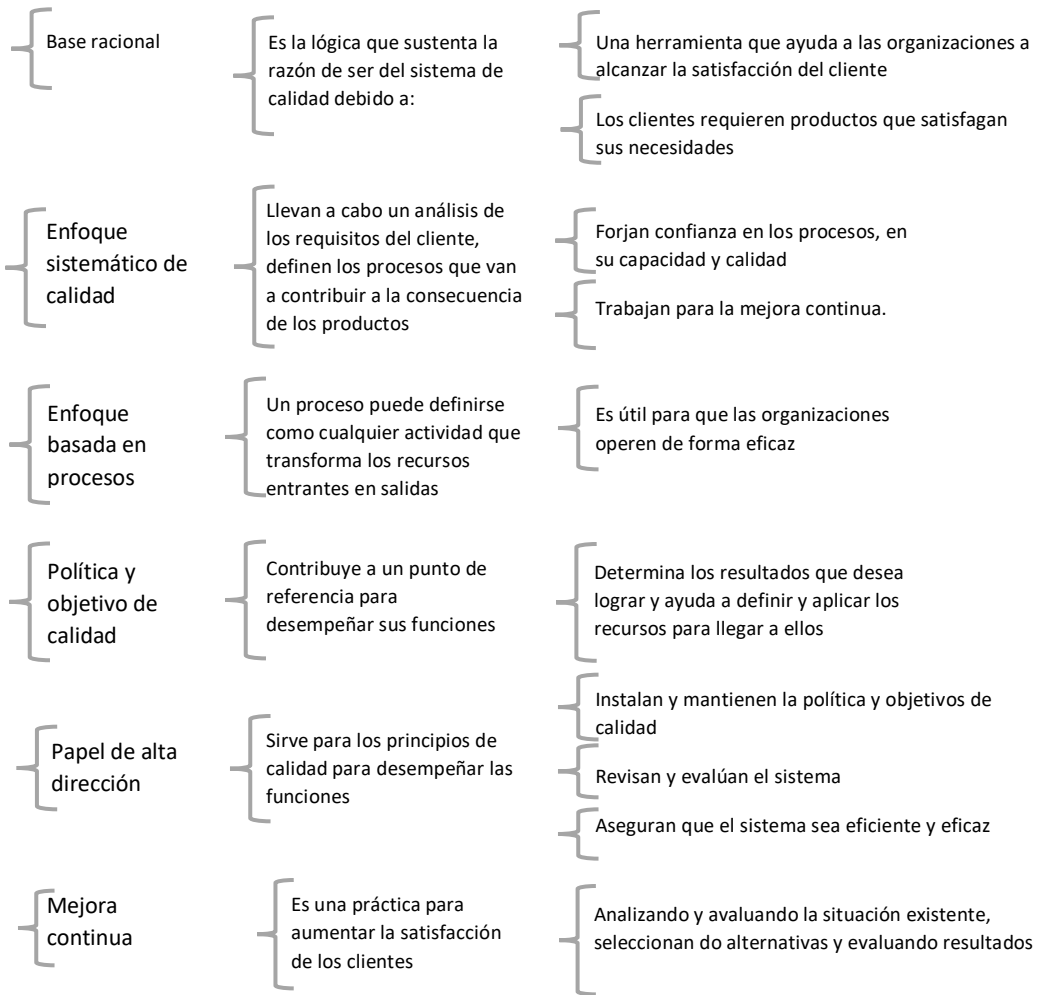 Base racional
Es la lógica que sustenta la
razón de ser del sistema de
calidad debido a:
Una herramienta que ayuda a las organizaciones a
alcanzar la satisfacción del cliente
Los clientes requieren productos que satisfagan
sus necesidades
Enfoque
sistemático de
calidad
Llevan a cabo un análisis de
los requisitos del cliente,
definen los procesos que van
a contribuir a la consecuencia
de los productos
Forjan confianza en los procesos, en
su capacidad y calidad
Trabajan para la mejora continua.
Enfoque
basada en
procesos
Un proceso puede definirse
como cualquier actividad que
transforma los recursos
entrantes en salidas
Es útil para que las organizaciones
operen de forma eficaz
Política y
objetivo de
calidad
Contribuye a un punto de
referencia para
desempeñar sus funciones
Determina los resultados que desea
lograr y ayuda a definir y aplicar los
recursos para llegar a ellos
Papel de alta
dirección
Sirve para los principios de
calidad para desempeñar las
funciones
Instalan y mantienen la política y objetivos de
calidad
Revisan y evalúan el sistema
Aseguran que el sistema sea eficiente y eficaz
Mejora
continua
Es una práctica para
aumentar la satisfacción
de los clientes
Analizando y avaluando la situación existente,
seleccionan do alternativas y evaluando resultados